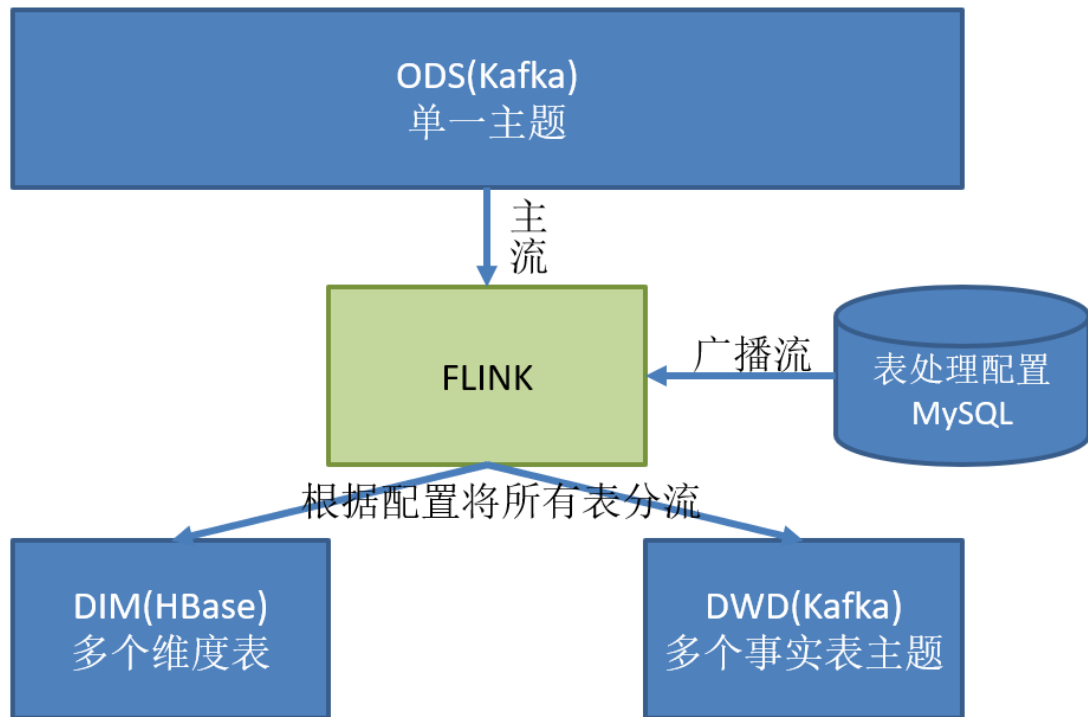 ODS(Kafka)
单一主题
主
流
FLINK
广播流
表处理配置
MySQL
根据配置将所有表分流
DIM(HBase)
多个维度表
DWD(Kafka)
多个事实表主题